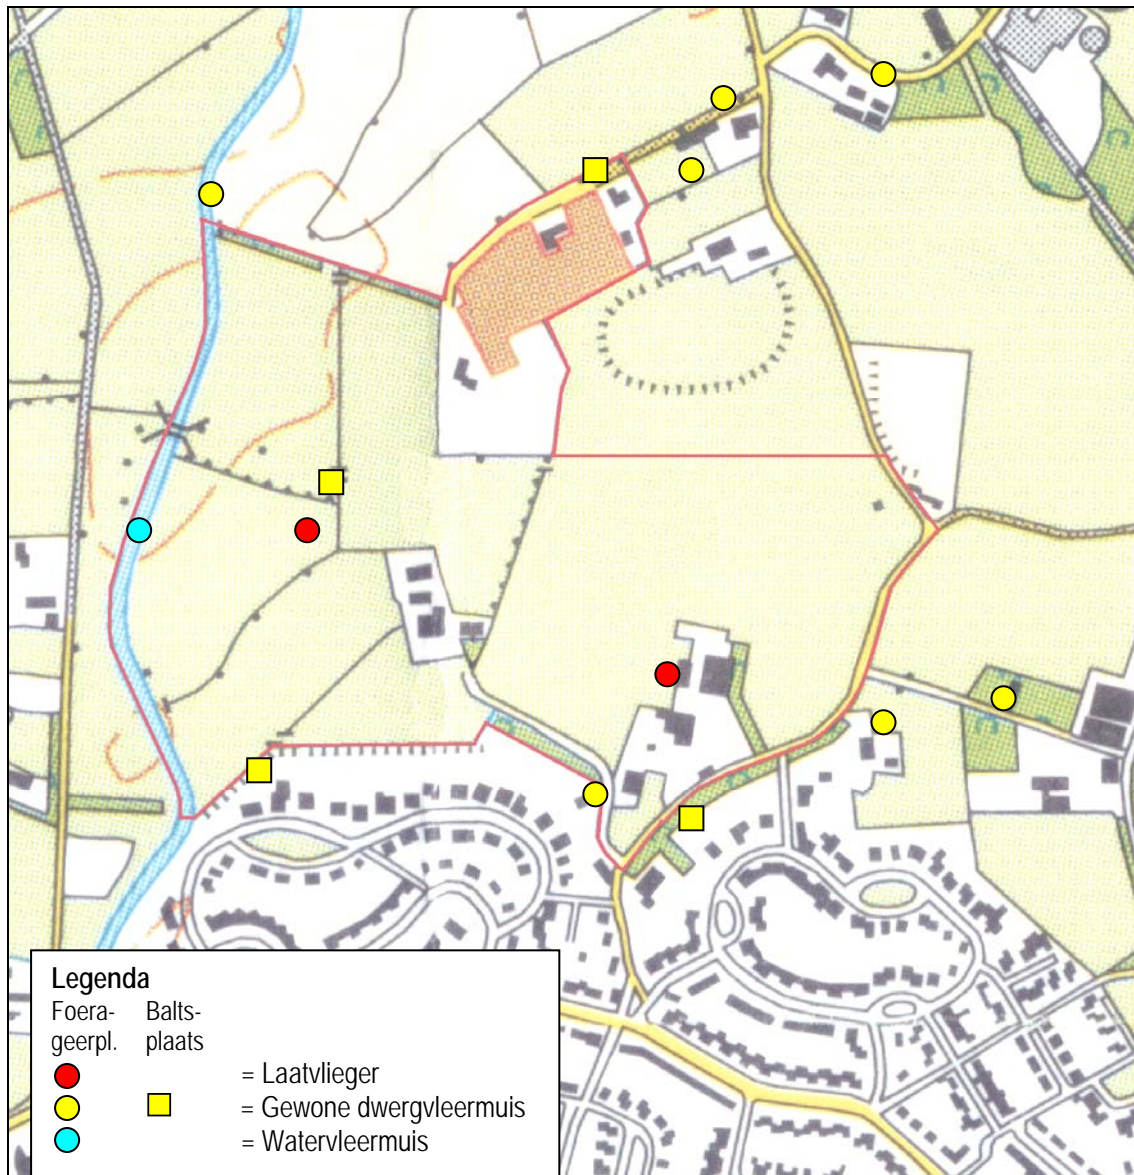 Legenda
Foera- Balts-
geerpl. plaats
= Laatvlieger
= Gewone dwergvleermuis
= Watervleermuis